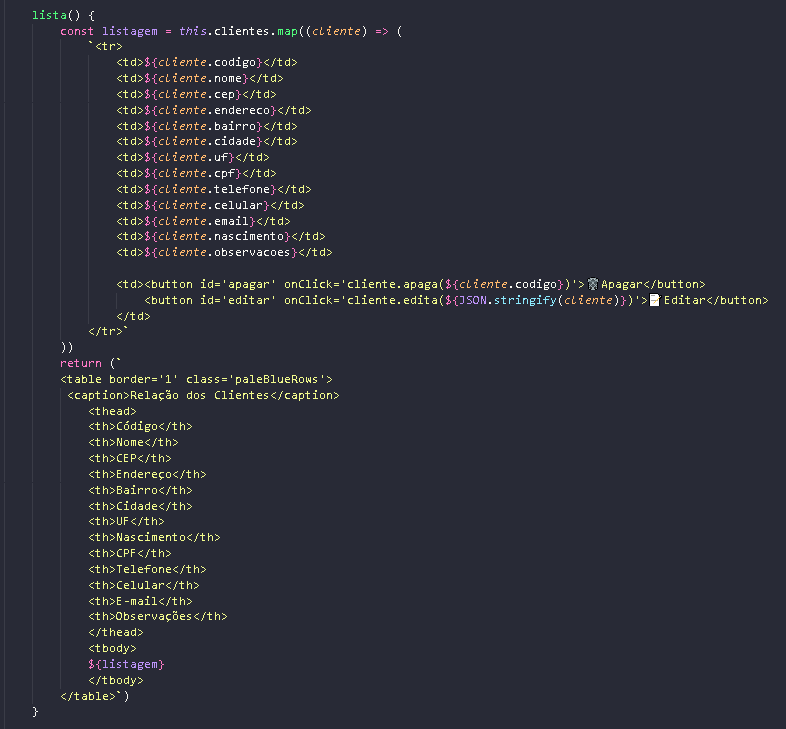 lista() {
const listagem = this.clientes.map((cliente) => (
`<tr>
<td>${cliente.codigo}</td>
<td>${cliente.nome}</td>
<td>${cliente.cep}</td>
<td>${cliente.endereco}</td>
<td>${cliente.bairro}</td>
<td>${cliente.cidade}</td>
<td>${cliente.uf}</td>
<td>${cliente.cpf}</td>
<td>${cliente.telefone}</td>
<td>${cliente.celular}</td>
<td>${cliente.email}</td>
<td>${cliente.nascimento}</td>
<td>${cliente.observacoes}</td>
<td><button id='apagar' onClick='cliente.apaga(${cliente.codigo})'>🗑Apagar</button>
<button id='editar' onClick='cliente.edita(${JSON.stringify(cliente)})'>📝Editar</button>
</td>
</tr>`
))
return (`
<table border='1' class='paleBlueRows'>
<caption>Relação dos Clientes</caption>
<thead>
<th>Código</th>
<th>Nome</th>
<th>CEP</th>
<th>Endereço</th>
<th>Bairro</th>
<th>Cidade</th>
<th>UF</th>
<th>Nascimento</th>
<th>CPF</th>
<th>Telefone</th>
<th>Celular</th>
<th>E-mail</th>
<th>Observações</th>
</thead>
<tbody>
${listagem}
</tbody>
</table>`)
}